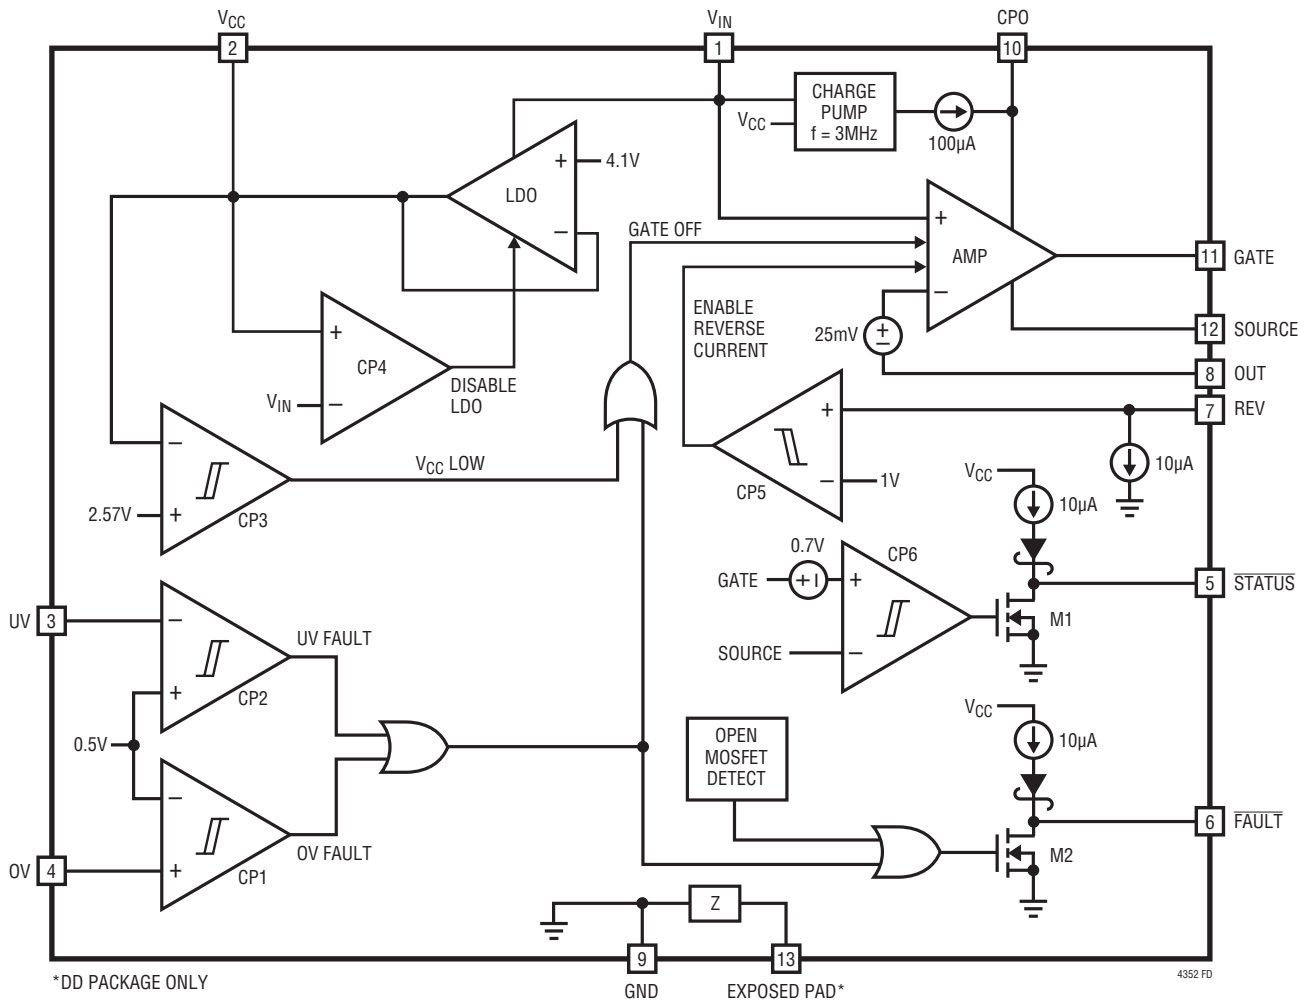 VCC
2
VIN
1
CPO
10
CHARGE
PUMP
f = 3MHz
VCC
100µA
+
4.1V
LDO
−
GATE OFF
+
AMP
−
11
GATE
ENABLE
REVERSE
CURRENT
25mV
+
−
12
SOURCE
8
OUT
7
REV
+
CP4
VIN
−
DISABLE
LDO
−
2.57V
+
CP3
VCC LOW
+
CP5
−
1V
10µA
VCC
10µA
0.7V
CP6
GATE
+
+
SOURCE
−
M1
5
STATUS
UV
3
−
UV FAULT
+
CP2
0.5V
−
OV FAULT
OV
4
+
CP1
OPEN
MOSFET
DETECT
VCC
10µA
6
FAULT
M2
Z
9
13
*DD PACKAGE ONLY
GND
EXPOSED PAD*
4352 FD